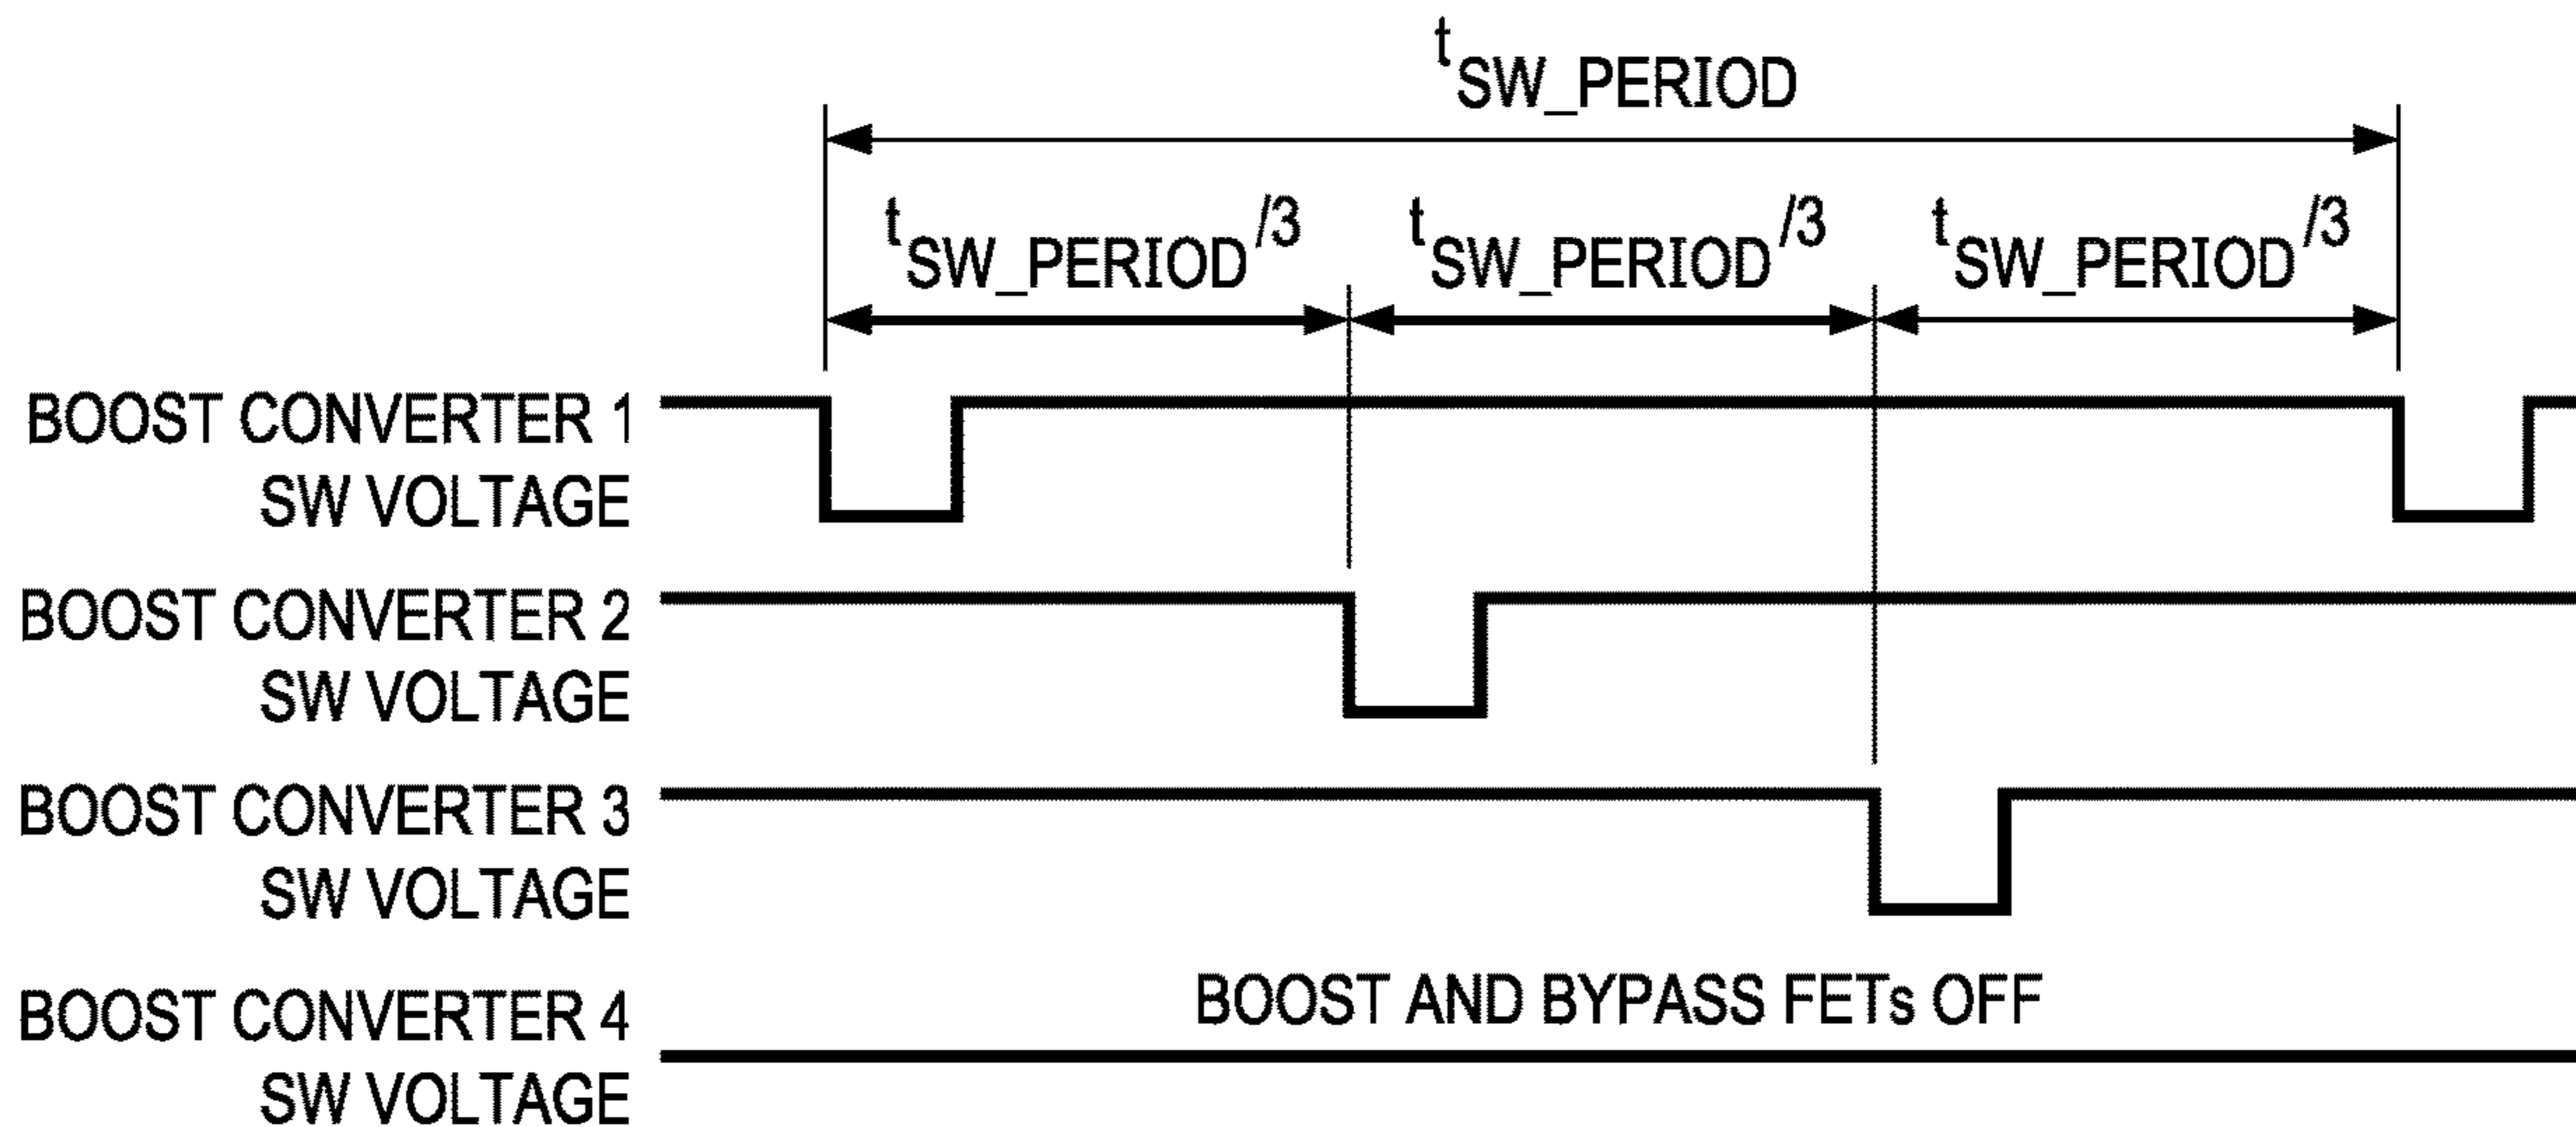 tSW_PERIOD
tSW_PERIOD/3 tSW_PERIOD/3 tSW_PERIOD/3
BOOST CONVERTER 1
SW VOLTAGE
BOOST CONVERTER 2
SW VOLTAGE
BOOST CONVERTER 3
SW VOLTAGE
BOOST AND BYPASS FETs OFF
BOOST CONVERTER 4
SW VOLTAGE